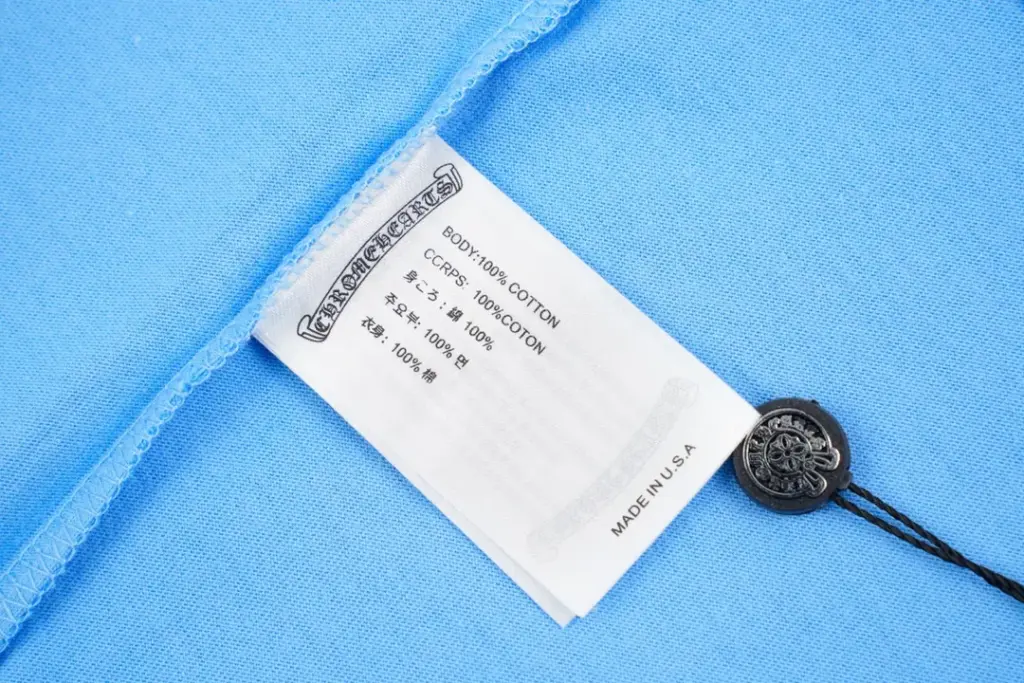 CHROME HEARTS
BODY:100% COTTON
CCRPS: 100%COTON
身ころ : 綿 100%
주요부: 100% 면
衣身: 100% 棉
MADE IN U.S.A